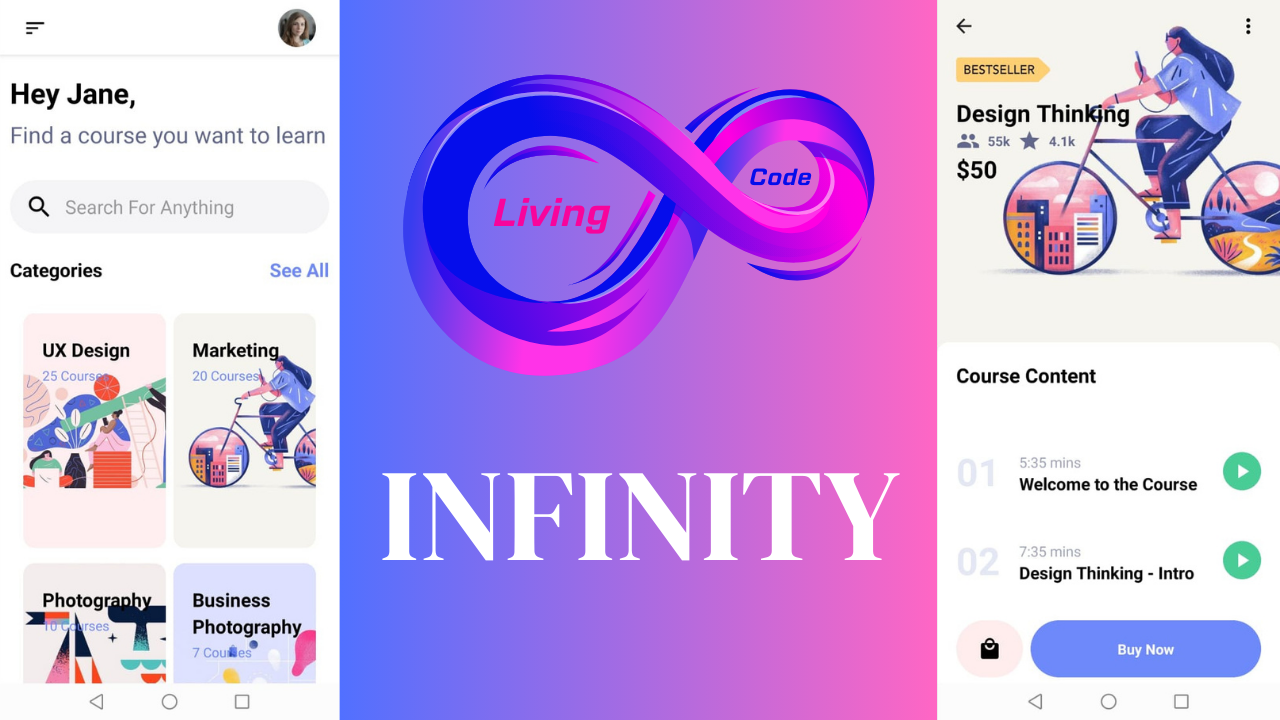 Hey Jane,
Find a course you want to learn
Search For Anything
Categories See All
UX Design
25 Courses
Marketing
20 Courses
Photography
10 Courses
Business
Photography
7 Courses
Living
Code
INFINITY
BESTSELLER
Design Thinking
55k 4.1k
$50
Course Content
01
5:35 mins
Welcome to the Course
02
7:35 mins
Design Thinking - Intro
Buy Now